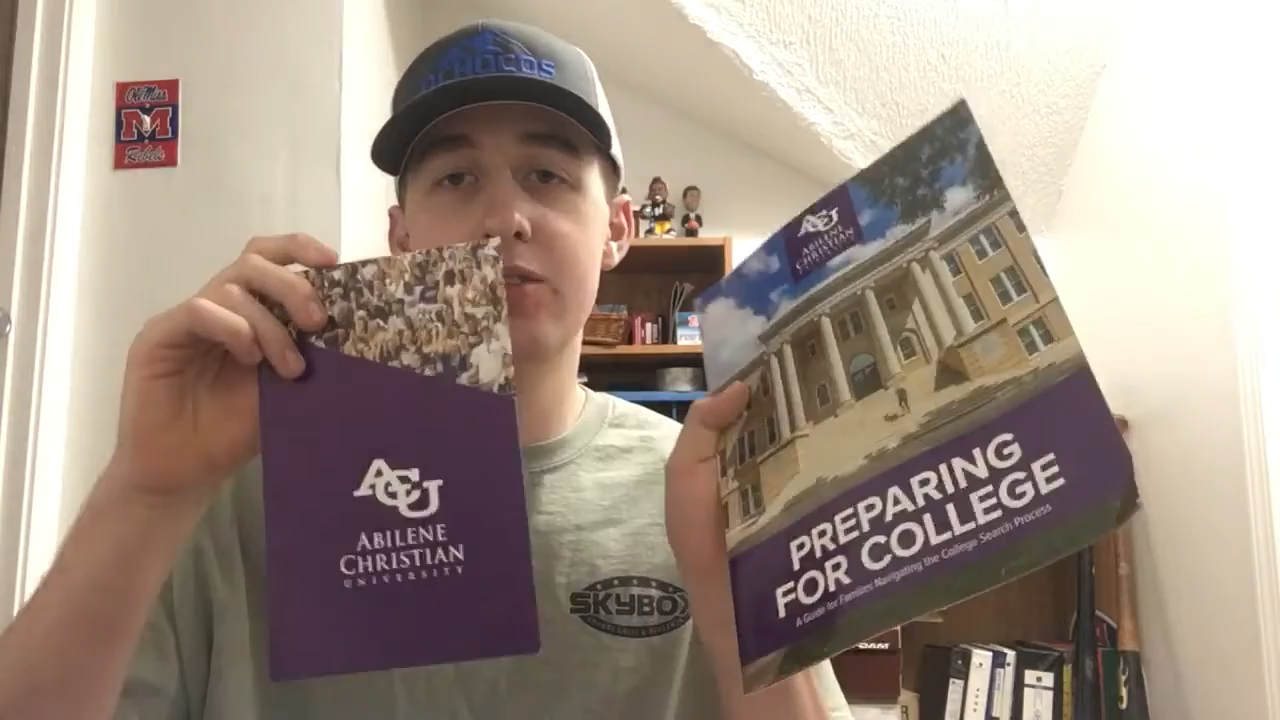 Ole Miss
M
Rebels
ACU
ABILENE
CHRISTIAN
UNIVERSITY
ACU
ABILENE
CHRISTIAN
UNIVERSITY
PREPARING
FOR COLLEGE
A Guide for Families Navigating the College Search Process
SKYBOX